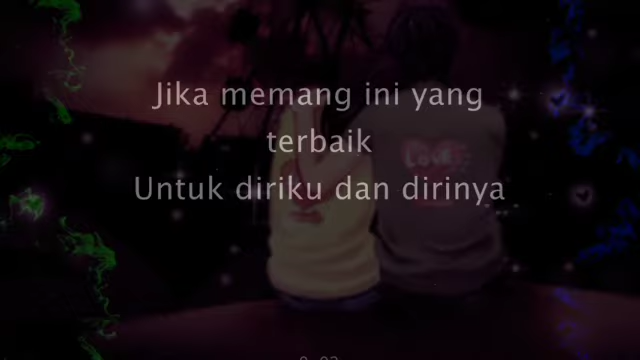 Jika memang ini yang
terbaik
Untuk diriku dan dirinya